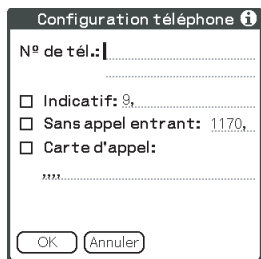 Configuration téléphone i
Nº de tél.:
Indicatif: 9,
Sans appel entrant: 1170,
Carte d'appel:
,,,,
OK Annuler